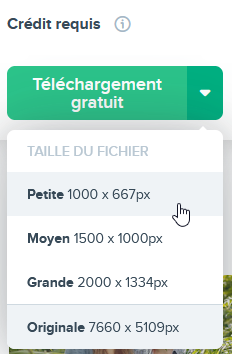 Crédit requis
Téléchargement
gratuit
TAILLE DU FICHIER
Petite 1000 x 667px
Moyen 1500 x 1000px
Grande 2000 x 1334px
Originale 7660 x 5109px